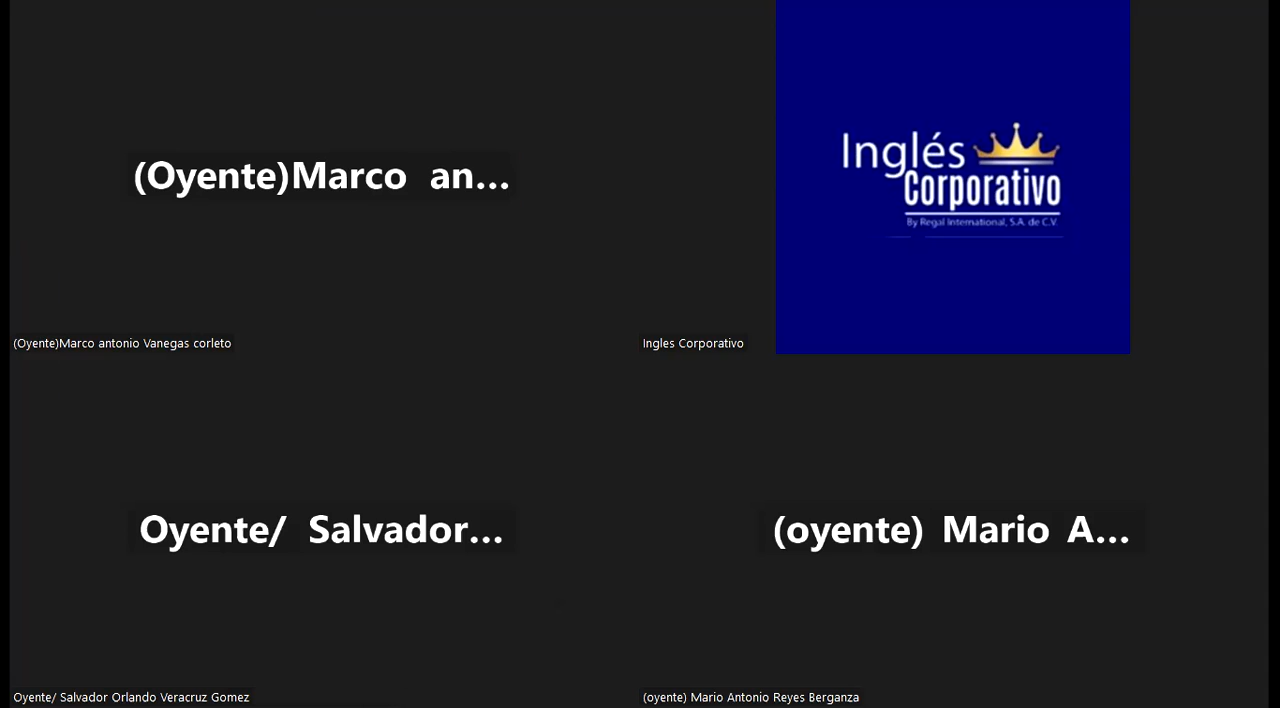 (Oyente)Marco an...
Inglés
Corporativo
By Regal International, S.A. de C.V.
(Oyente)Marco antonio Vanegas corleto
Ingles Corporativo
Oyente/ Salvador...
(oyente) Mario A...
Oyente/ Salvador Orlando Veracruz Gomez
(oyente) Mario Antonio Reyes Berganza